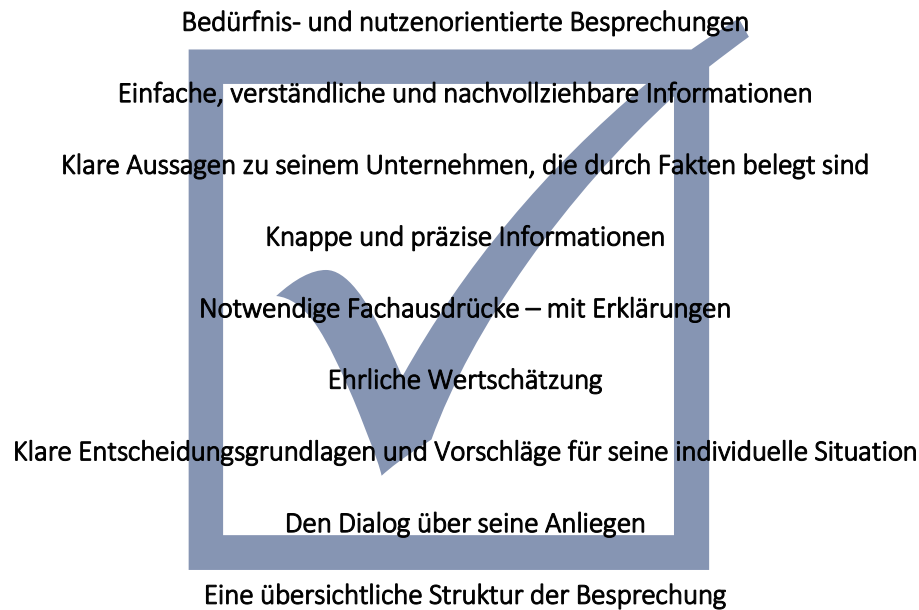 Bedürfnis- und nutzenorientierte Besprechungen
Einfache, verständliche und nachvollziehbare Informationen
Klare Aussagen zu seinem Unternehmen, die durch Fakten belegt sind
Knappe und präzise Informationen
Notwendige Fachausdrücke – mit Erklärungen
Ehrliche Wertschätzung
Klare Entscheidungsgrundlagen und Vorschläge für seine individuelle Situation
Den Dialog über seine Anliegen
Eine übersichtliche Struktur der Besprechung